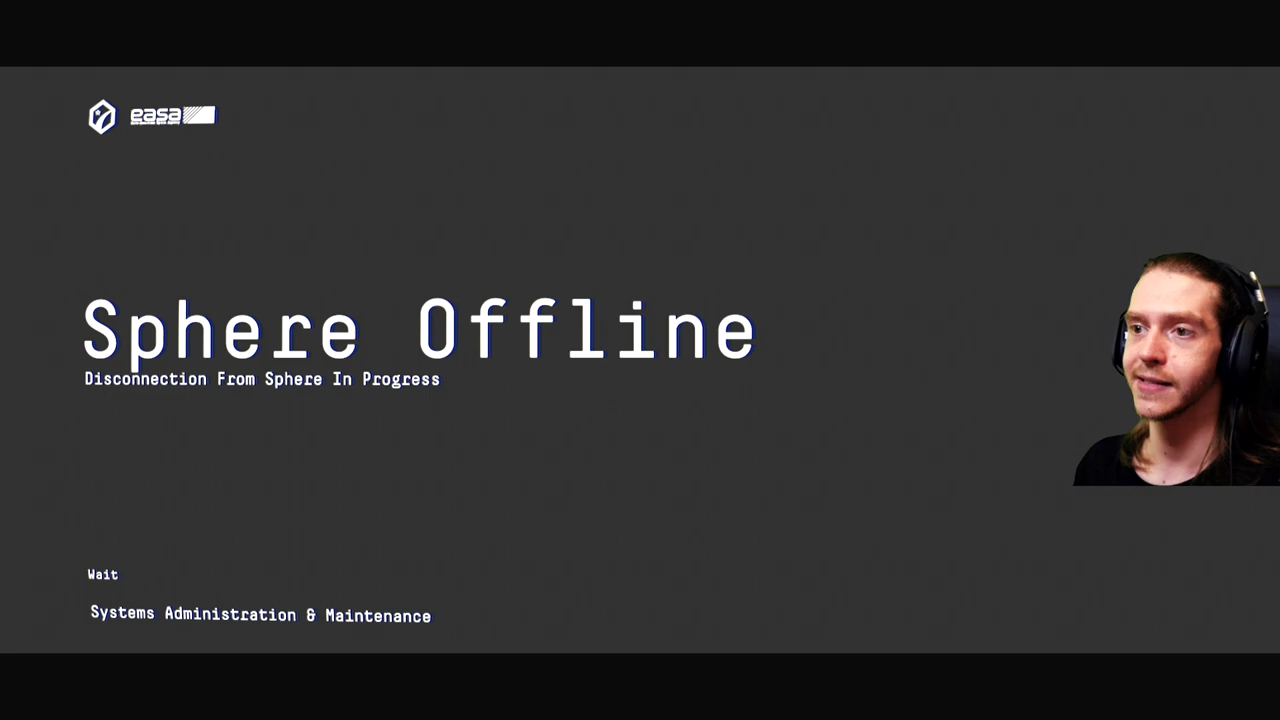 easa
Sphere Offline
Disconnection From Sphere In Progress
Wait
Systems Administration & Maintenance